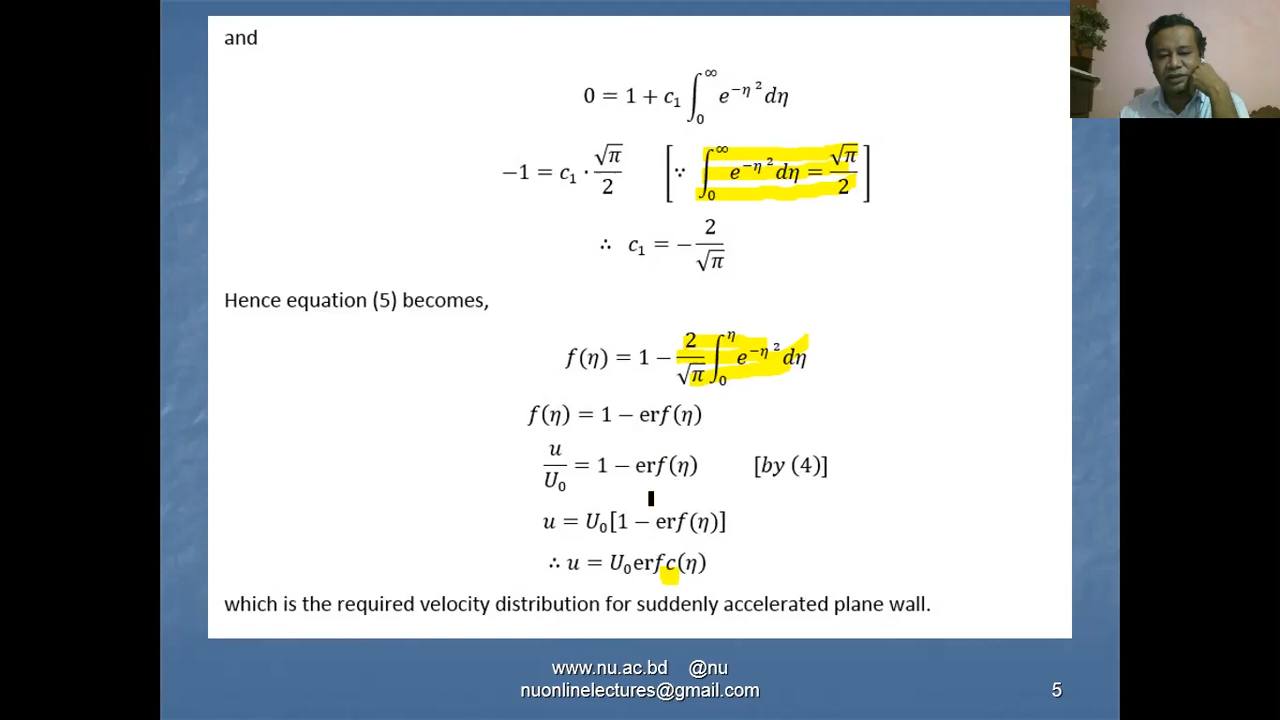 and
0 = 1 + c₁ ∫₀^∞ e^{−η²} dη
−1 = c₁ · √π/2 [∵ ∫₀^∞ e^{−η²} dη = √π/2]
∴ c₁ = − 2/√π
Hence equation (5) becomes,
f(η) = 1 − 2/√π ∫₀^η e^{−η²} dη
f(η) = 1 − erf(η)
u/U₀ = 1 − erf(η) [by (4)]
u = U₀[1 − erf(η)]
∴ u = U₀erfc(η)
which is the required velocity distribution for suddenly accelerated plane wall.
www.nu.ac.bd @nu
nuonlinelectures@gmail.com
5